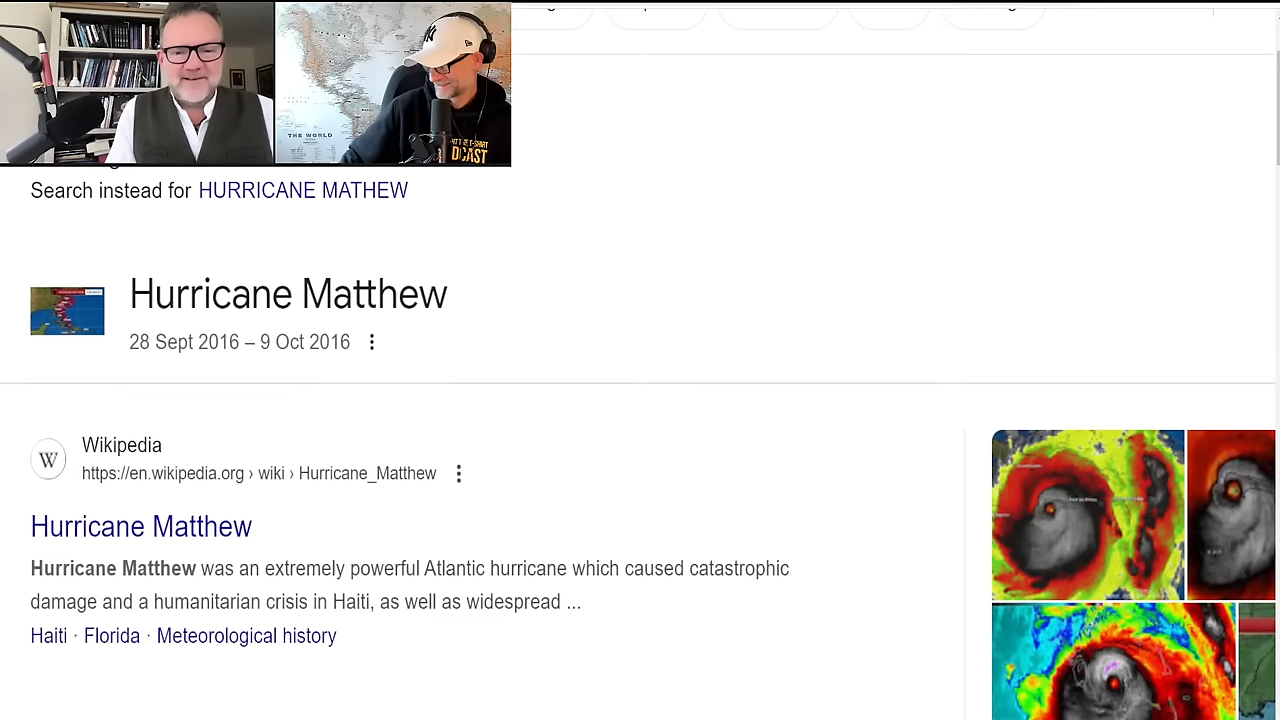 THE WORLD
DCAST
Search instead for HURRICANE MATHEW
Hurricane Matthew
28 Sept 2016 – 9 Oct 2016
W
Wikipedia
https://en.wikipedia.org › wiki › Hurricane_Matthew
Hurricane Matthew
Hurricane Matthew was an extremely powerful Atlantic hurricane which caused catastrophic
damage and a humanitarian crisis in Haiti, as well as widespread ...
Haiti · Florida · Meteorological history